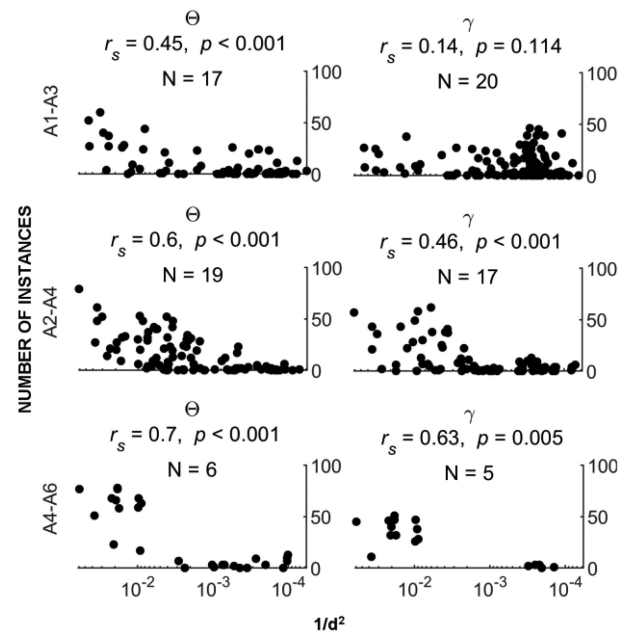 Θ
r_s = 0.45, p < 0.001
N = 17
γ
r_s = 0.14, p = 0.114
N = 20
A1-A3
100
50
0
100
50
0
Θ
r_s = 0.6, p < 0.001
N = 19
γ
r_s = 0.46, p < 0.001
N = 17
A2-A4
100
50
0
100
50
0
NUMBER OF INSTANCES
Θ
r_s = 0.7, p < 0.001
N = 6
γ
r_s = 0.63, p = 0.005
N = 5
A4-A6
100
50
0
100
50
0
10⁻² 10⁻³ 10⁻⁴
10⁻² 10⁻³ 10⁻⁴
1/d²